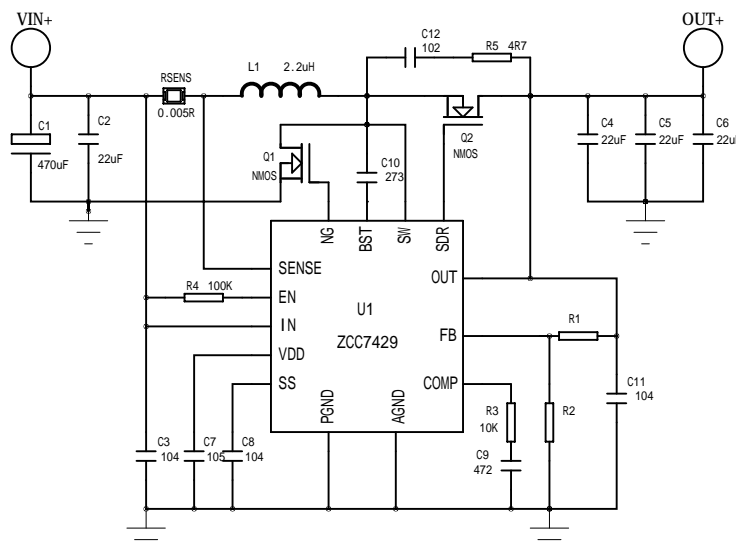 VIN+
OUT+
C12
102
R5 4R7
RSENS
0.005R
L1 2.2uH
C1
470uF
C2
22uF
Q1
NMOS
C10
273
Q2
NMOS
C4
22uF
C5
22uF
C6
22u
NG
BST
SW
SDR
SENSE
OUT
R4 100K
EN
IN
U1
ZCC7429
FB
R1
VDD
SS
COMP
PGND
AGND
R3
10K
R2
C11
104
C3
104
C7
105
C8
104
C9
472